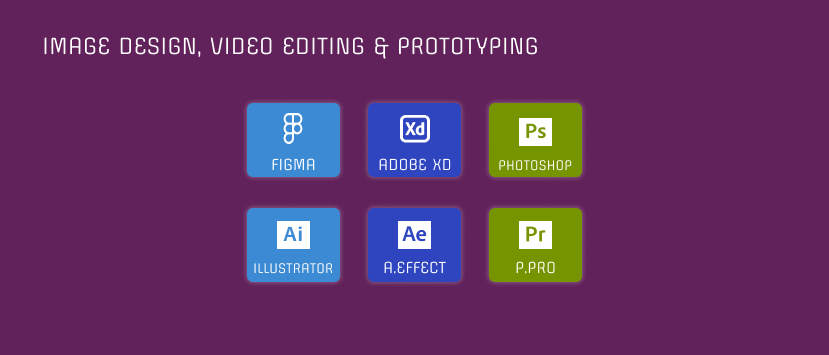 IMAGE DESIGN, VIDEO EDITING & PROTOTYPING
Xd Ps
FIGMA ADOBE XD PHOTOSHOP
Ai Ae Pr
ILLUSTRATOR A.EFFECT P.PRO